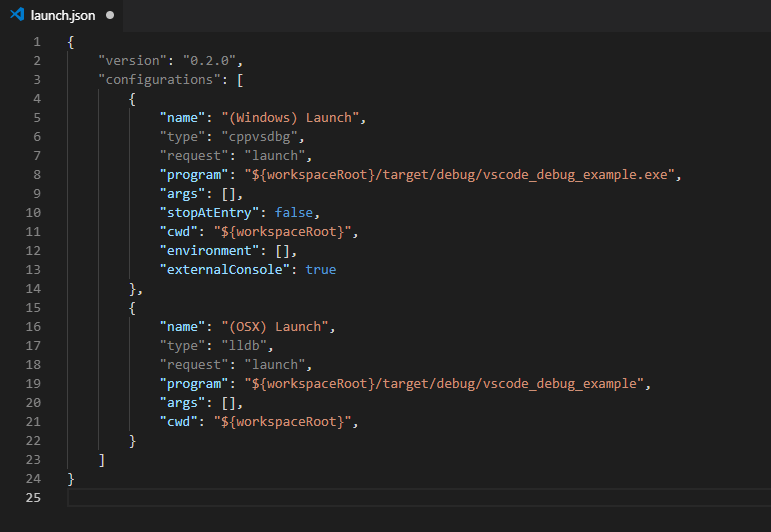 launch.json
1 {
2     "version": "0.2.0",
3     "configurations": [
4         {
5             "name": "(Windows) Launch",
6             "type": "cppvsdbg",
7             "request": "launch",
8             "program": "${workspaceRoot}/target/debug/vscode_debug_example.exe",
9             "args": [],
10             "stopAtEntry": false,
11             "cwd": "${workspaceRoot}",
12             "environment": [],
13             "externalConsole": true
14         },
15         {
16             "name": "(OSX) Launch",
17             "type": "lldb",
18             "request": "launch",
19             "program": "${workspaceRoot}/target/debug/vscode_debug_example",
20             "args": [],
21             "cwd": "${workspaceRoot}",
22         }
23     ]
24 }
25